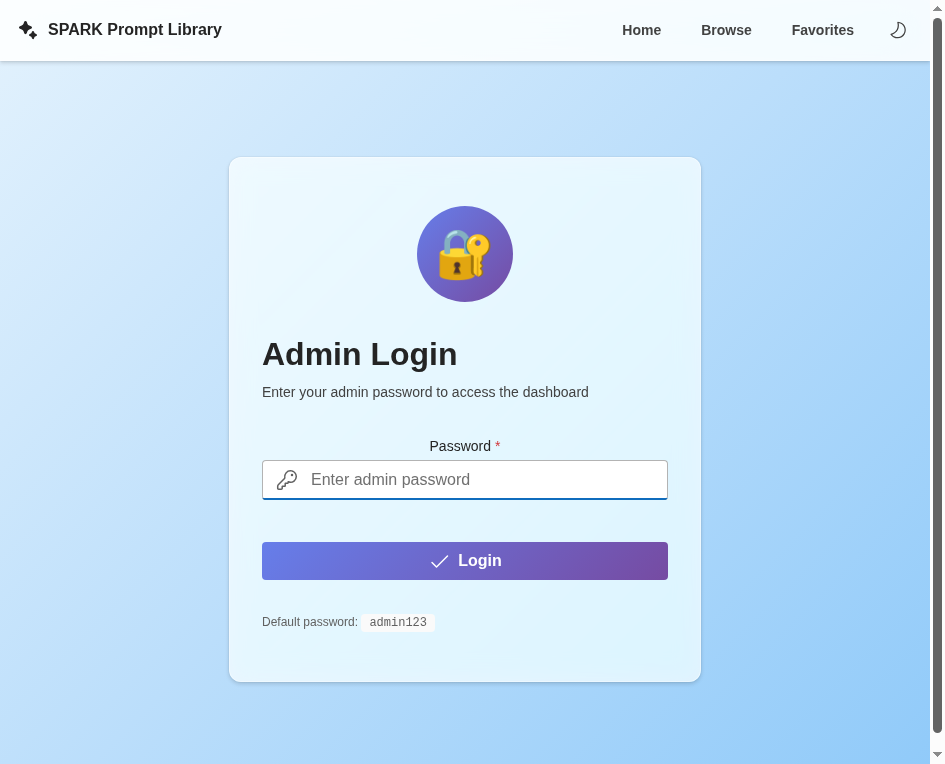 SPARK Prompt Library
Home Browse Favorites
Admin Login
Enter your admin password to access the dashboard
Password *
Enter admin password
Login
Default password: admin123